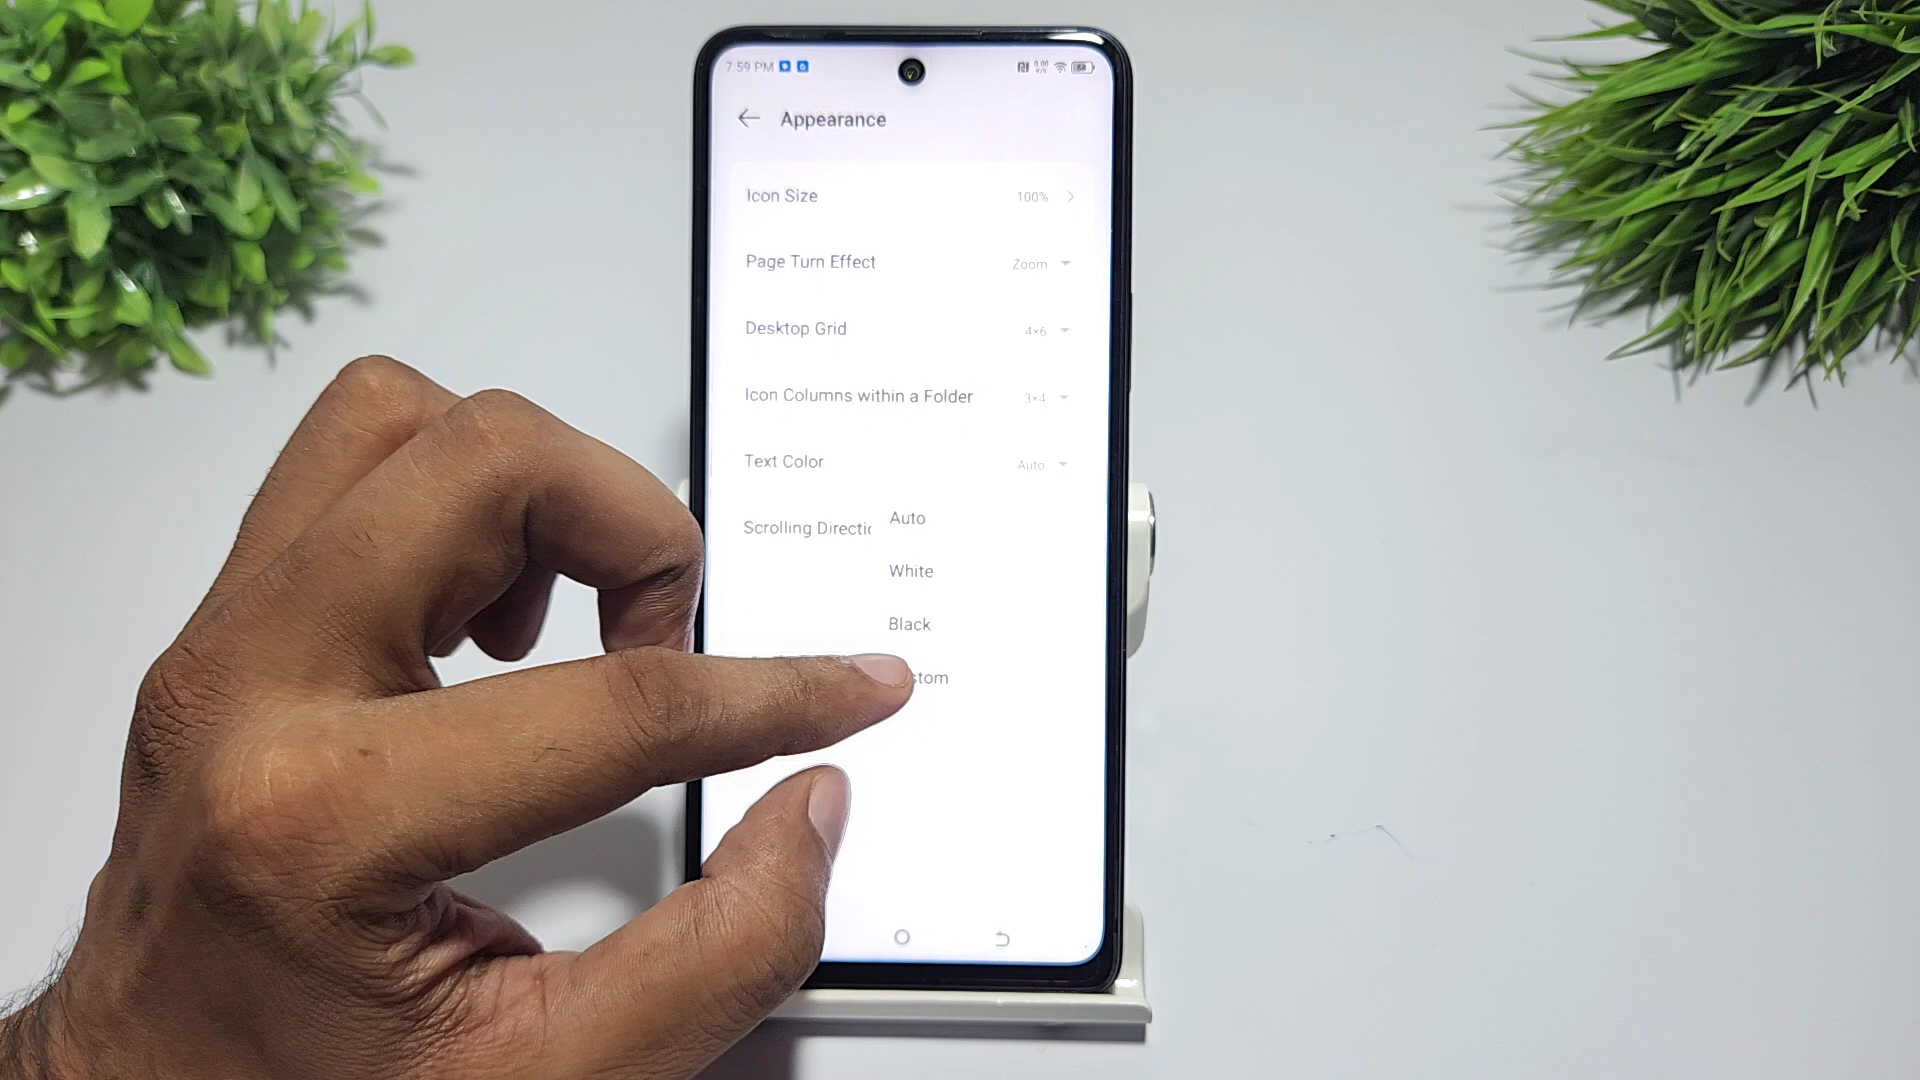 7:59 PM
Appearance
Icon Size 100%
Page Turn Effect Zoom
Desktop Grid 4×6
Icon Columns within a Folder 3×4
Text Color Auto
Auto
Scrolling Directic
White
Black
stom